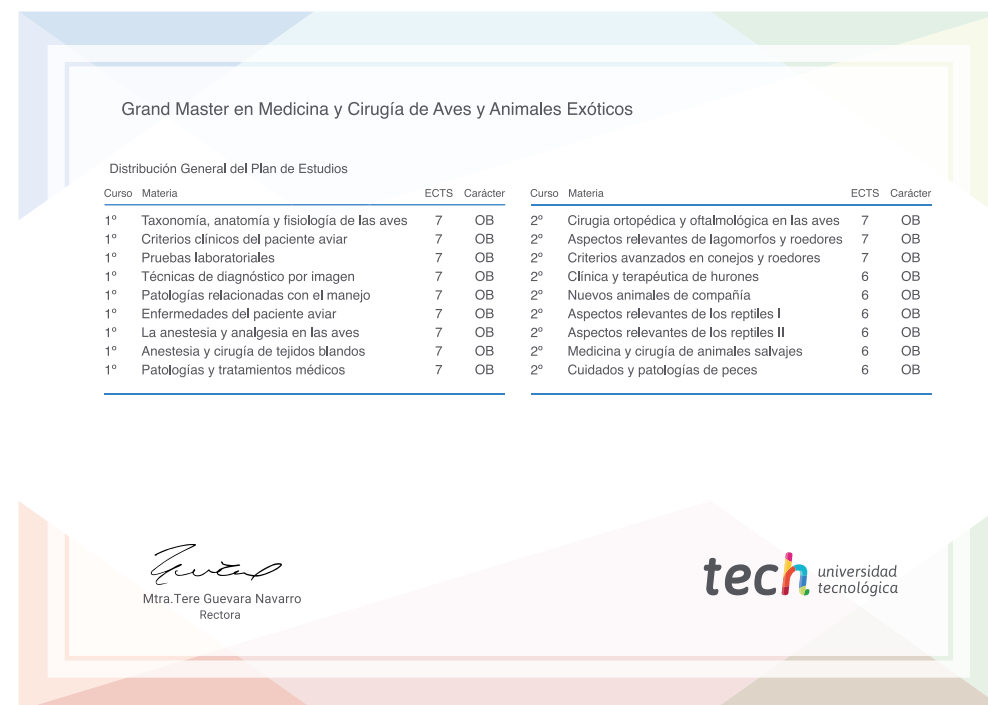 Grand Master en Medicina y Cirugía de Aves y Animales Exóticos
Distribución General del Plan de Estudios
Curso Materia ECTS Carácter
1º Taxonomía, anatomía y fisiología de las aves 7 OB
1º Criterios clínicos del paciente aviar 7 OB
1º Pruebas laboratoriales 7 OB
1º Técnicas de diagnóstico por imagen 7 OB
1º Patologías relacionadas con el manejo 7 OB
1º Enfermedades del paciente aviar 7 OB
1º La anestesia y analgesia en las aves 7 OB
1º Anestesia y cirugía de tejidos blandos 7 OB
1º Patologías y tratamientos médicos 7 OB
Curso Materia ECTS Carácter
2º Cirugia ortopédica y oftalmológica en las aves 7 OB
2º Aspectos relevantes de lagomorfos y roedores 7 OB
2º Criterios avanzados en conejos y roedores 7 OB
2º Clínica y terapéutica de hurones 6 OB
2º Nuevos animales de compañía 6 OB
2º Aspectos relevantes de los reptiles I 6 OB
2º Aspectos relevantes de los reptiles II 6 OB
2º Medicina y cirugía de animales salvajes 6 OB
2º Cuidados y patologías de peces 6 OB
Mtra.Tere Guevara Navarro
Rectora
tech universidad
tecnológica